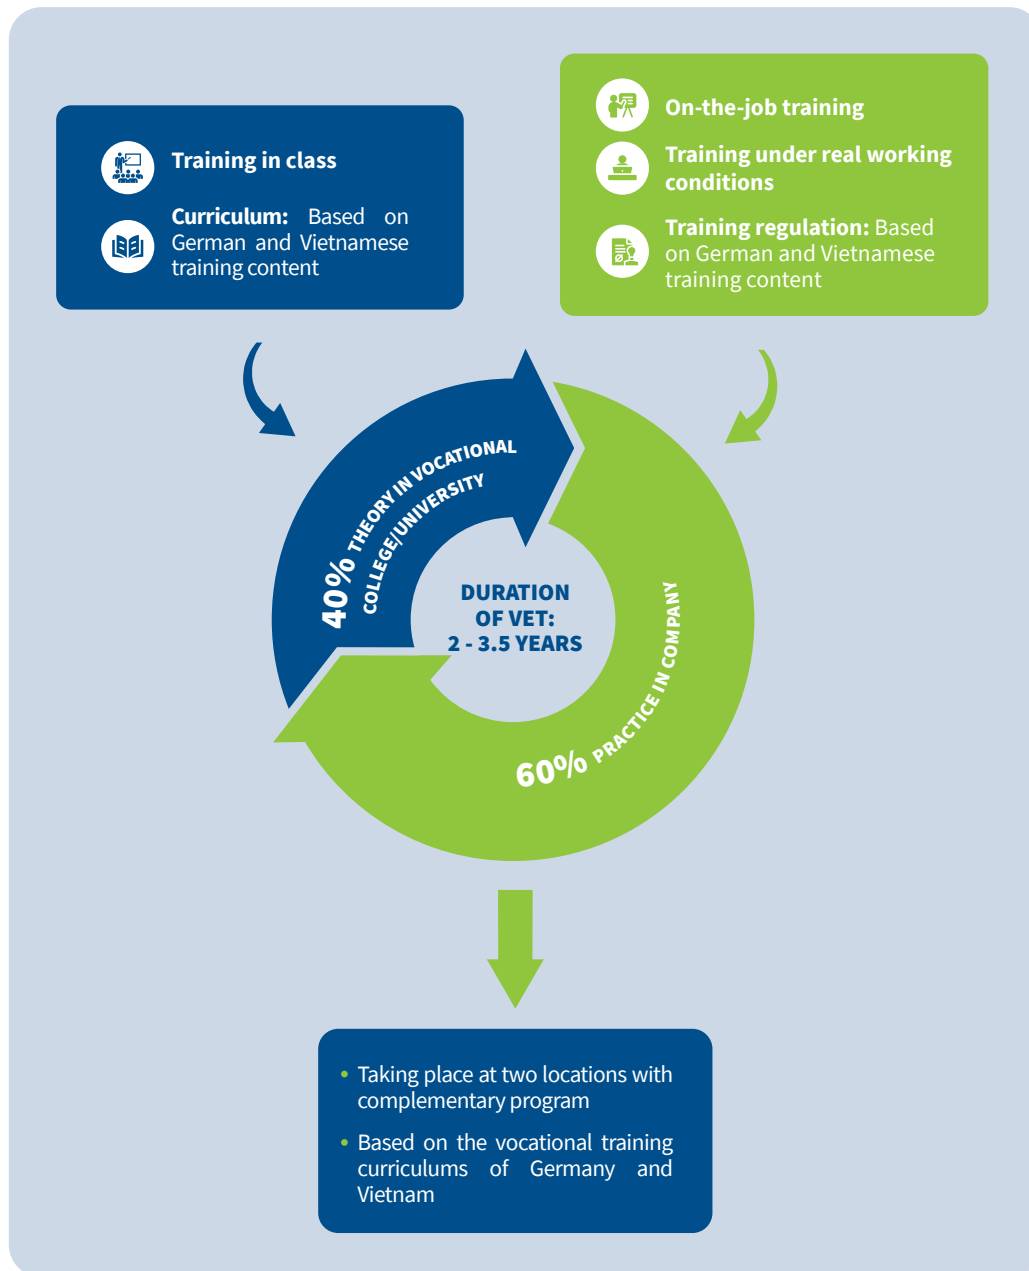 Training in class
Curriculum: Based on
German and Vietnamese
training content
On-the-job training
Training under real working
conditions
Training regulation: Based
on German and Vietnamese
training content
40% THEORY IN VOCATIONAL
COLLEGE/UNIVERSITY
DURATION
OF VET:
2 - 3.5 YEARS
60% PRACTICE IN COMPANY
• Taking place at two locations with
complementary program
• Based on the vocational training
curriculums of Germany and
Vietnam